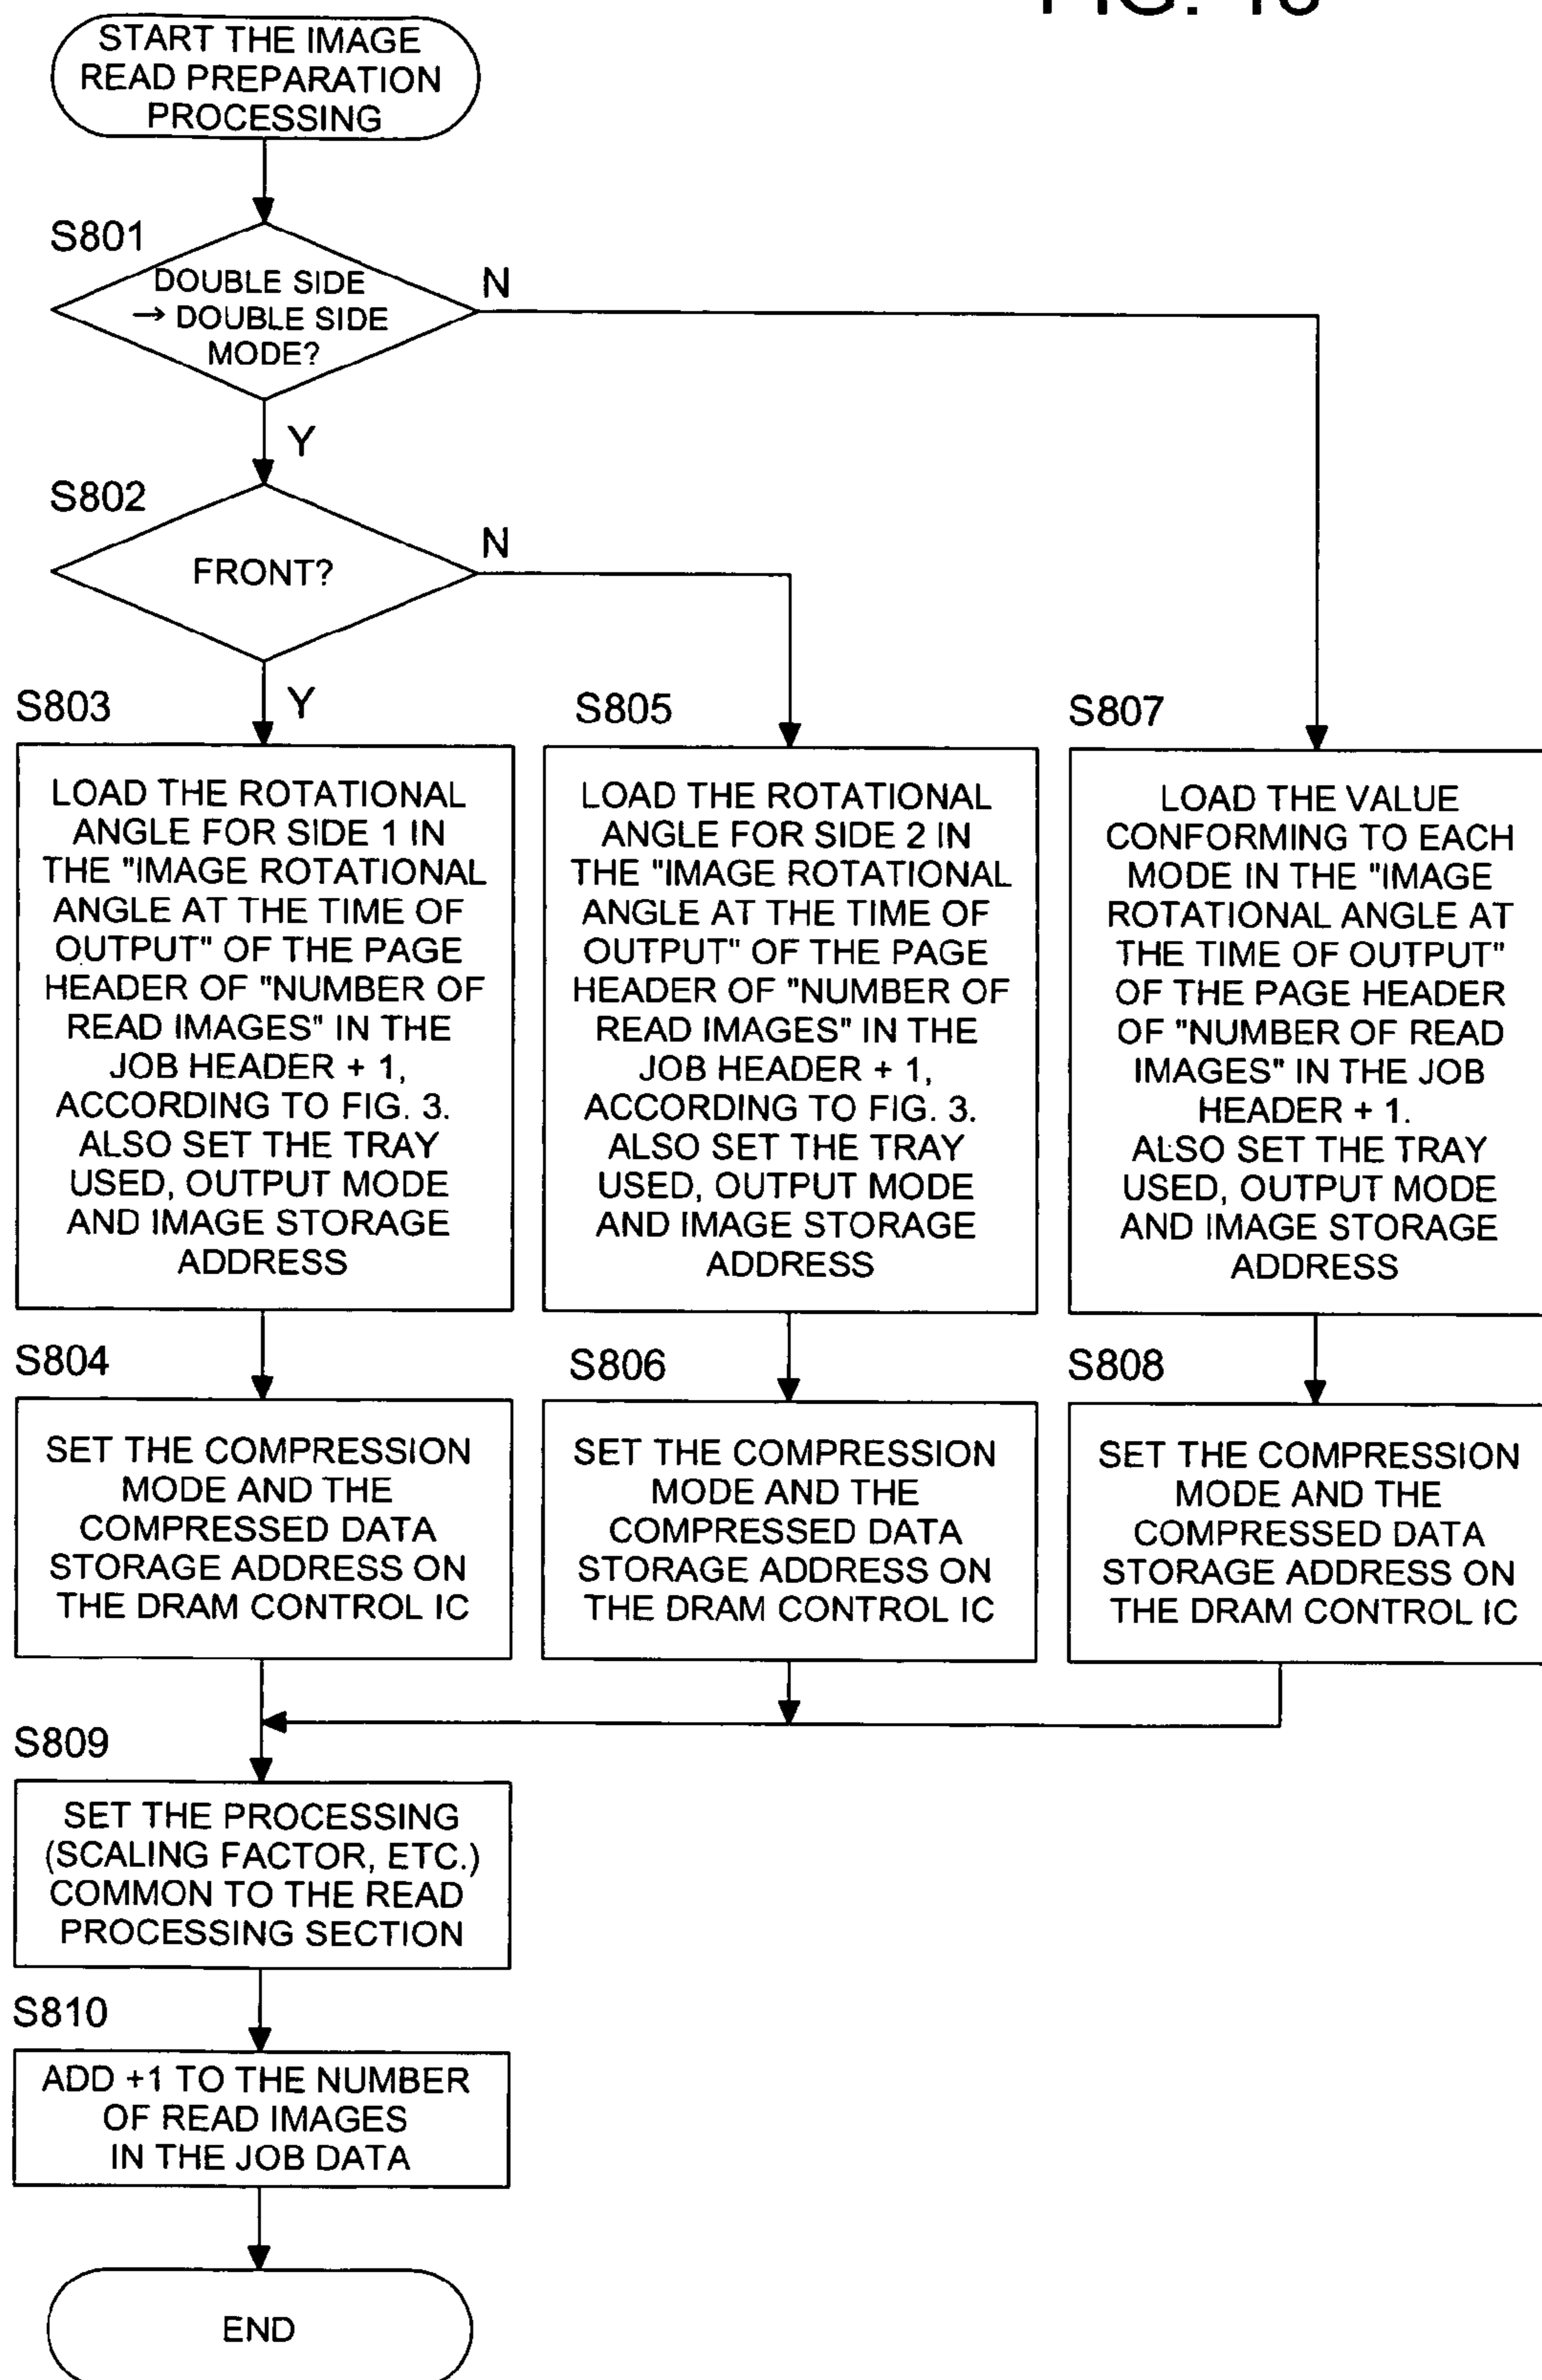 START THE IMAGE
READ PREPARATION
PROCESSING
S801
DOUBLE SIDE
→ DOUBLE SIDE
MODE?
N
Y
S802
FRONT?
N
Y
S803
LOAD THE ROTATIONAL
ANGLE FOR SIDE 1 IN
THE "IMAGE ROTATIONAL
ANGLE AT THE TIME OF
OUTPUT" OF THE PAGE
HEADER OF "NUMBER OF
READ IMAGES" IN THE
JOB HEADER + 1,
ACCORDING TO FIG. 3.
ALSO SET THE TRAY
USED, OUTPUT MODE
AND IMAGE STORAGE
ADDRESS
S805
LOAD THE ROTATIONAL
ANGLE FOR SIDE 2 IN
THE "IMAGE ROTATIONAL
ANGLE AT THE TIME OF
OUTPUT" OF THE PAGE
HEADER OF "NUMBER OF
READ IMAGES" IN THE
JOB HEADER + 1,
ACCORDING TO FIG. 3.
ALSO SET THE TRAY
USED, OUTPUT MODE
AND IMAGE STORAGE
ADDRESS
S807
LOAD THE VALUE
CONFORMING TO EACH
MODE IN THE "IMAGE
ROTATIONAL ANGLE AT
THE TIME OF OUTPUT"
OF THE PAGE HEADER
OF "NUMBER OF READ
IMAGES" IN THE JOB
HEADER + 1.
ALSO SET THE TRAY
USED, OUTPUT MODE
AND IMAGE STORAGE
ADDRESS
S804
SET THE COMPRESSION
MODE AND THE
COMPRESSED DATA
STORAGE ADDRESS ON
THE DRAM CONTROL IC
S806
SET THE COMPRESSION
MODE AND THE
COMPRESSED DATA
STORAGE ADDRESS ON
THE DRAM CONTROL IC
S808
SET THE COMPRESSION
MODE AND THE
COMPRESSED DATA
STORAGE ADDRESS ON
THE DRAM CONTROL IC
S809
SET THE PROCESSING
(SCALING FACTOR, ETC.)
COMMON TO THE READ
PROCESSING SECTION
S810
ADD +1 TO THE NUMBER
OF READ IMAGES
IN THE JOB DATA
END